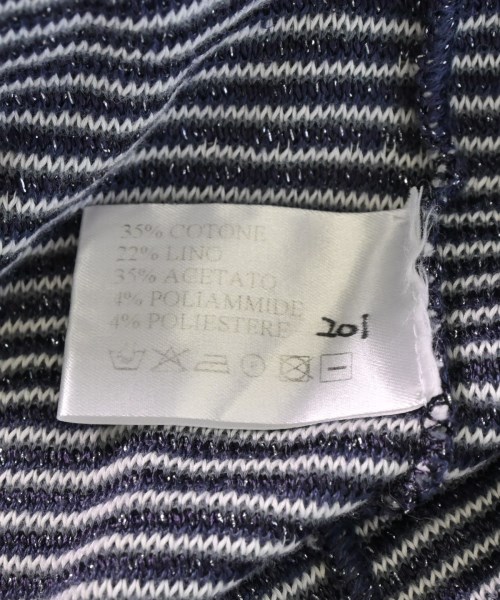 35% COTONE
22% LINO
35% ACETATO
4% POLIAMMIDE
4% POLIESTERE
201